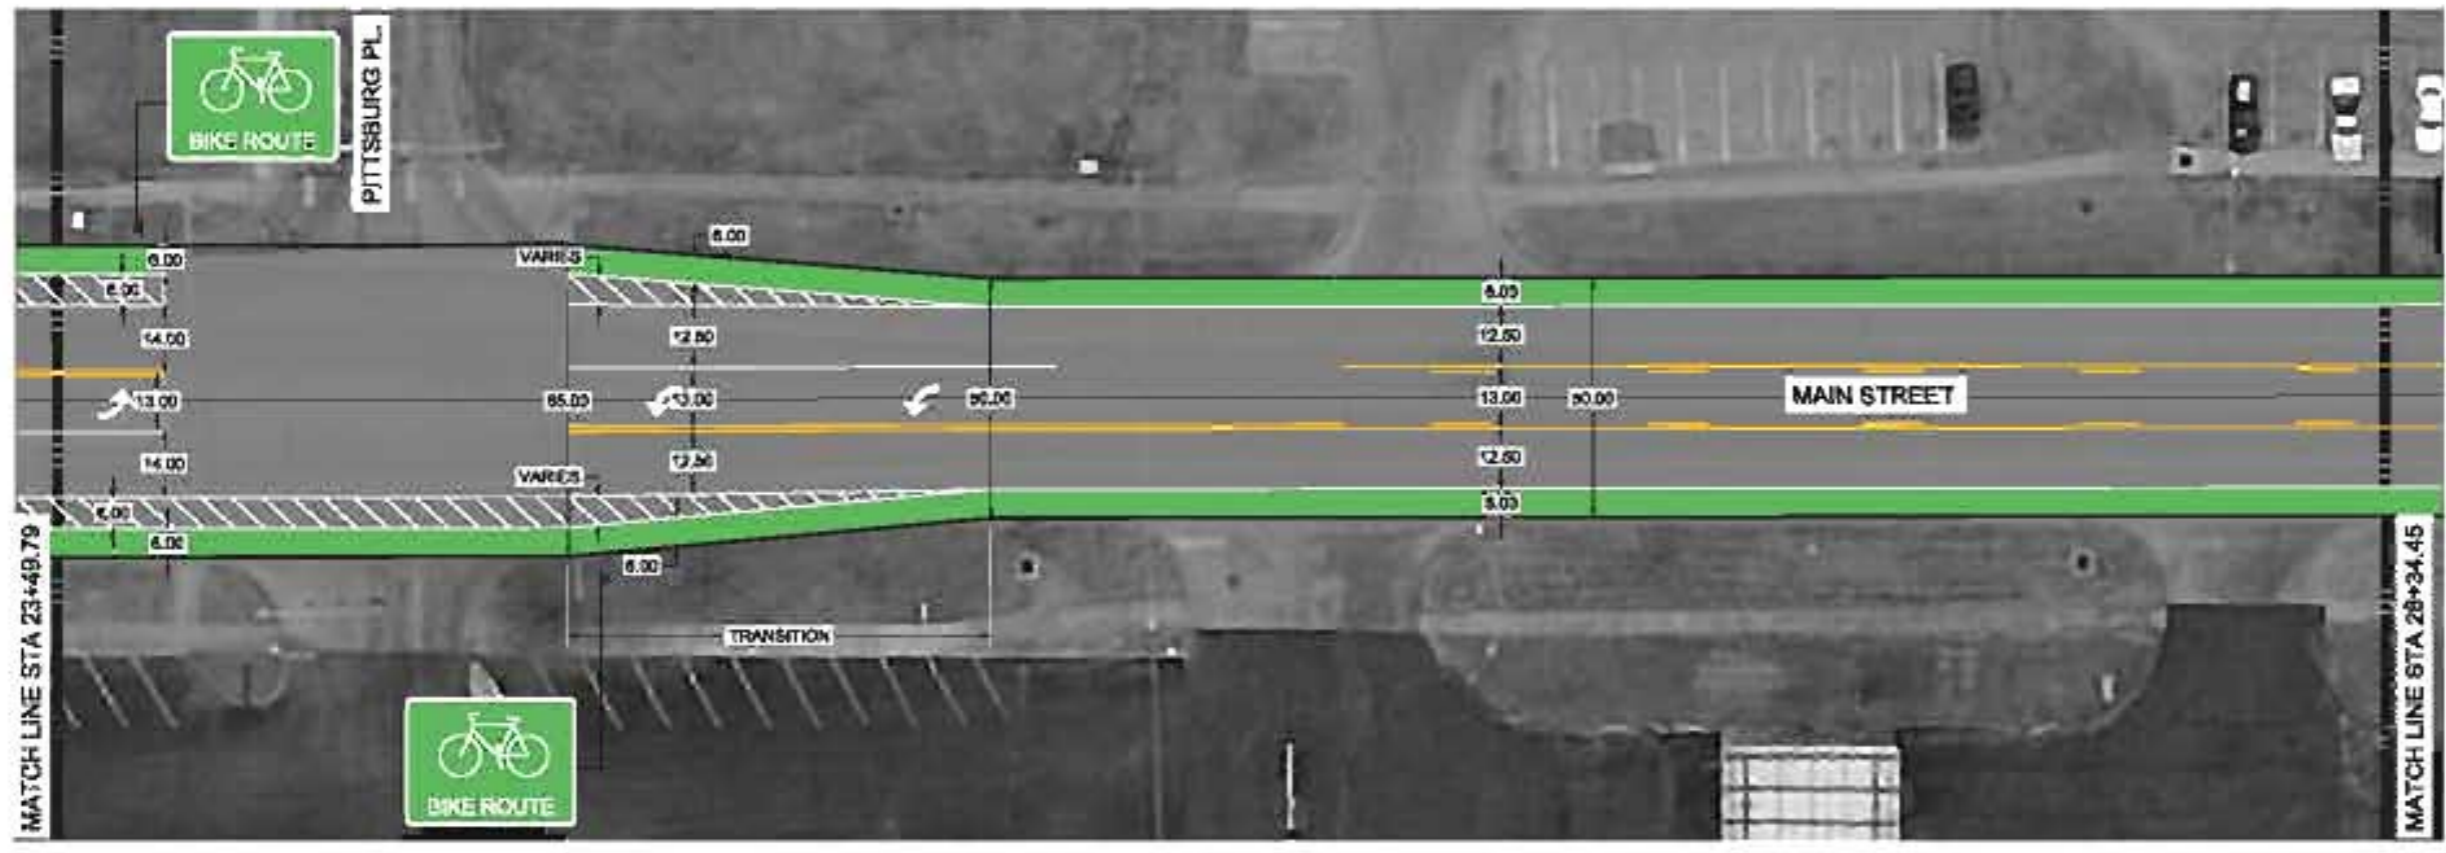 BIKE ROUTE
PITTSBURG PL.
6.00
6.00
14.00
13.00
14.00
6.00
6.00
VARIES
6.00
12.50
65.00
13.00
50.00
VARIES
12.50
6.00
TRANSITION
6.00
12.50
13.00
50.00
12.50
6.00
MAIN STREET
BIKE ROUTE
MATCH LINE STA 23+49.79
MATCH LINE STA 28+34.45